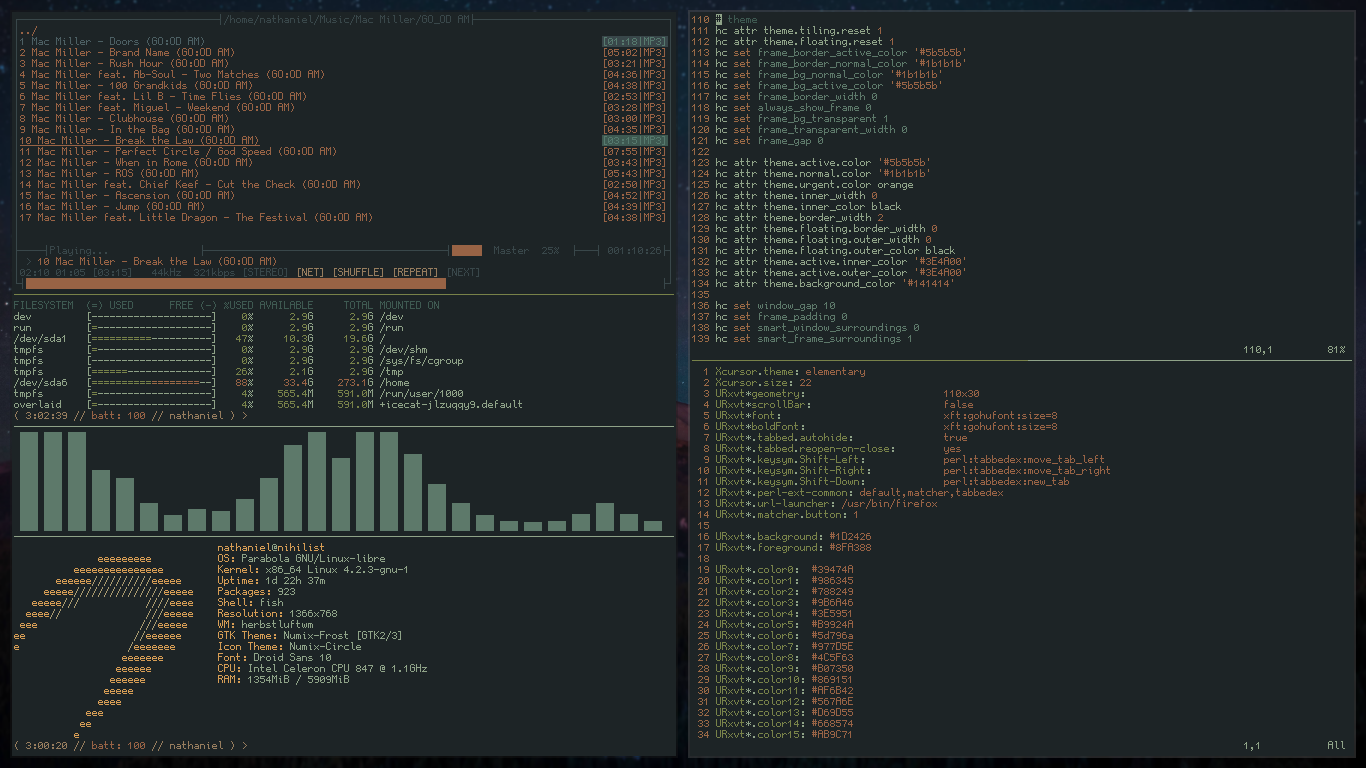 /home/nathaniel/Music/Mac Miller/GO_OD AM
../
1 Mac Miller - Doors (GO:OD AM) [01:18|MP3]
2 Mac Miller - Brand Name (GO:OD AM) [05:02|MP3]
3 Mac Miller - Rush Hour (GO:OD AM) [03:21|MP3]
4 Mac Miller feat. Ab-Soul - Two Matches (GO:OD AM) [04:36|MP3]
5 Mac Miller - 100 Grandkids (GO:OD AM) [04:38|MP3]
6 Mac Miller feat. Lil B - Time Flies (GO:OD AM) [02:53|MP3]
7 Mac Miller feat. Miguel - Weekend (GO:OD AM) [03:28|MP3]
8 Mac Miller - Clubhouse (GO:OD AM) [03:00|MP3]
9 Mac Miller - In the Bag (GO:OD AM) [04:35|MP3]
10 Mac Miller - Break the Law (GO:OD AM) [03:15|MP3]
11 Mac Miller - Perfect Circle / God Speed (GO:OD AM) [07:55|MP3]
12 Mac Miller - When in Rome (GO:OD AM) [03:43|MP3]
13 Mac Miller - ROS (GO:OD AM) [05:43|MP3]
14 Mac Miller feat. Chief Keef - Cut the Check (GO:OD AM) [02:50|MP3]
15 Mac Miller - Ascension (GO:OD AM) [04:52|MP3]
16 Mac Miller - Jump (GO:OD AM) [04:39|MP3]
17 Mac Miller feat. Little Dragon - The Festival (GO:OD AM) [04:38|MP3]
Playing... Master 25% 001:10:26
> 10 Mac Miller - Break the Law (GO:OD AM)
02:10 01:05 [03:15] 44kHz 321kbps [STEREO] [NET] [SHUFFLE] [REPEAT] [NEXT]
FILESYSTEM (=) USED FREE (-) %USED AVAILABLE TOTAL MOUNTED ON
dev [--------------------] 0% 2.9G 2.9G /dev
run [=-------------------] 0% 2.9G 2.9G /run
/dev/sda1 [==========----------] 47% 10.3G 19.6G /
tmpfs [--------------------] 0% 2.9G 2.9G /dev/shm
tmpfs [--------------------] 0% 2.9G 2.9G /sys/fs/cgroup
tmpfs [======--------------] 26% 2.1G 2.9G /tmp
/dev/sda6 [==================--] 88% 33.4G 273.1G /home
tmpfs [=-------------------] 4% 565.4M 591.0M /run/user/1000
overlaid [=-------------------] 4% 565.4M 591.0M +icecat-jlzuqqy9.default
( 3:02:39 // batt: 100 // nathaniel ) >
nathaniel@nihilist
eeeeeeeee OS: Parabola GNU/Linux-libre
eeeeeeeeeeeeeee Kernel: x86_64 Linux 4.2.3-gnu-1
eeeeee//////////eeeee Uptime: 1d 22h 37m
eeeee///////////////eeeee Packages: 923
eeeee/// ////eeee Shell: fish
eeee// ///eeeee Resolution: 1366x768
eee ///eeeee WM: herbstluftwm
ee //eeeeee GTK Theme: Numix-Frost [GTK2/3]
e /eeeeeee Icon Theme: Numix-Circle
eeeeeee Font: Droid Sans 10
eeeeee CPU: Intel Celeron CPU 847 @ 1.1GHz
eeeeee RAM: 1354MiB / 5909MiB
eeeee
eeee
eee
ee
e
( 3:00:20 // batt: 100 // nathaniel ) >
110 # theme
111 hc attr theme.tiling.reset 1
112 hc attr theme.floating.reset 1
113 hc set frame_border_active_color '#5b5b5b'
114 hc set frame_border_normal_color '#1b1b1b'
115 hc set frame_bg_normal_color '#1b1b1b'
116 hc set frame_bg_active_color '#5b5b5b'
117 hc set frame_border_width 0
118 hc set always_show_frame 0
119 hc set frame_bg_transparent 1
120 hc set frame_transparent_width 0
121 hc set frame_gap 0
122
123 hc attr theme.active.color '#5b5b5b'
124 hc attr theme.normal.color '#1b1b1b'
125 hc attr theme.urgent.color orange
126 hc attr theme.inner_width 0
127 hc attr theme.inner_color black
128 hc attr theme.border_width 2
129 hc attr theme.floating.border_width 0
130 hc attr theme.floating.outer_width 0
131 hc attr theme.floating.outer_color black
132 hc attr theme.active.inner_color '#3E4A00'
133 hc attr theme.active.outer_color '#3E4A00'
134 hc attr theme.background_color '#141414'
135
136 hc set window_gap 10
137 hc set frame_padding 0
138 hc set smart_window_surroundings 0
139 hc set smart_frame_surroundings 1
110,1 81%
1 Xcursor.theme: elementary
2 Xcursor.size: 22
3 URxvt*geometry: 110x30
4 URxvt*scrollBar: false
5 URxvt*font: xft:gohufont:size=8
6 URxvt*boldFont: xft:gohufont:size=8
7 URxvt*.tabbed.autohide: true
8 URxvt*.tabbed.reopen-on-close: yes
9 URxvt*.keysym.Shift-Left: perl:tabbedex:move_tab_left
10 URxvt*.keysym.Shift-Right: perl:tabbedex:move_tab_right
11 URxvt*.keysym.Shift-Down: perl:tabbedex:new_tab
12 URxvt*.perl-ext-common: default,matcher,tabbedex
13 URxvt*.url-launcher: /usr/bin/firefox
14 URxvt*.matcher.button: 1
15
16 URxvt*.background: #1D2426
17 URxvt*.foreground: #8FA388
18
19 URxvt*.color0: #39474A
20 URxvt*.color1: #986345
21 URxvt*.color2: #788249
22 URxvt*.color3: #9B6A46
23 URxvt*.color4: #3E5951
24 URxvt*.color5: #B9924A
25 URxvt*.color6: #5d796a
26 URxvt*.color7: #977D5E
27 URxvt*.color8: #4C5F63
28 URxvt*.color9: #B07350
29 URxvt*.color10: #869151
30 URxvt*.color11: #AF6B42
31 URxvt*.color12: #567A6E
32 URxvt*.color13: #D69D55
33 URxvt*.color14: #668574
34 URxvt*.color15: #AB9C71
1,1 All